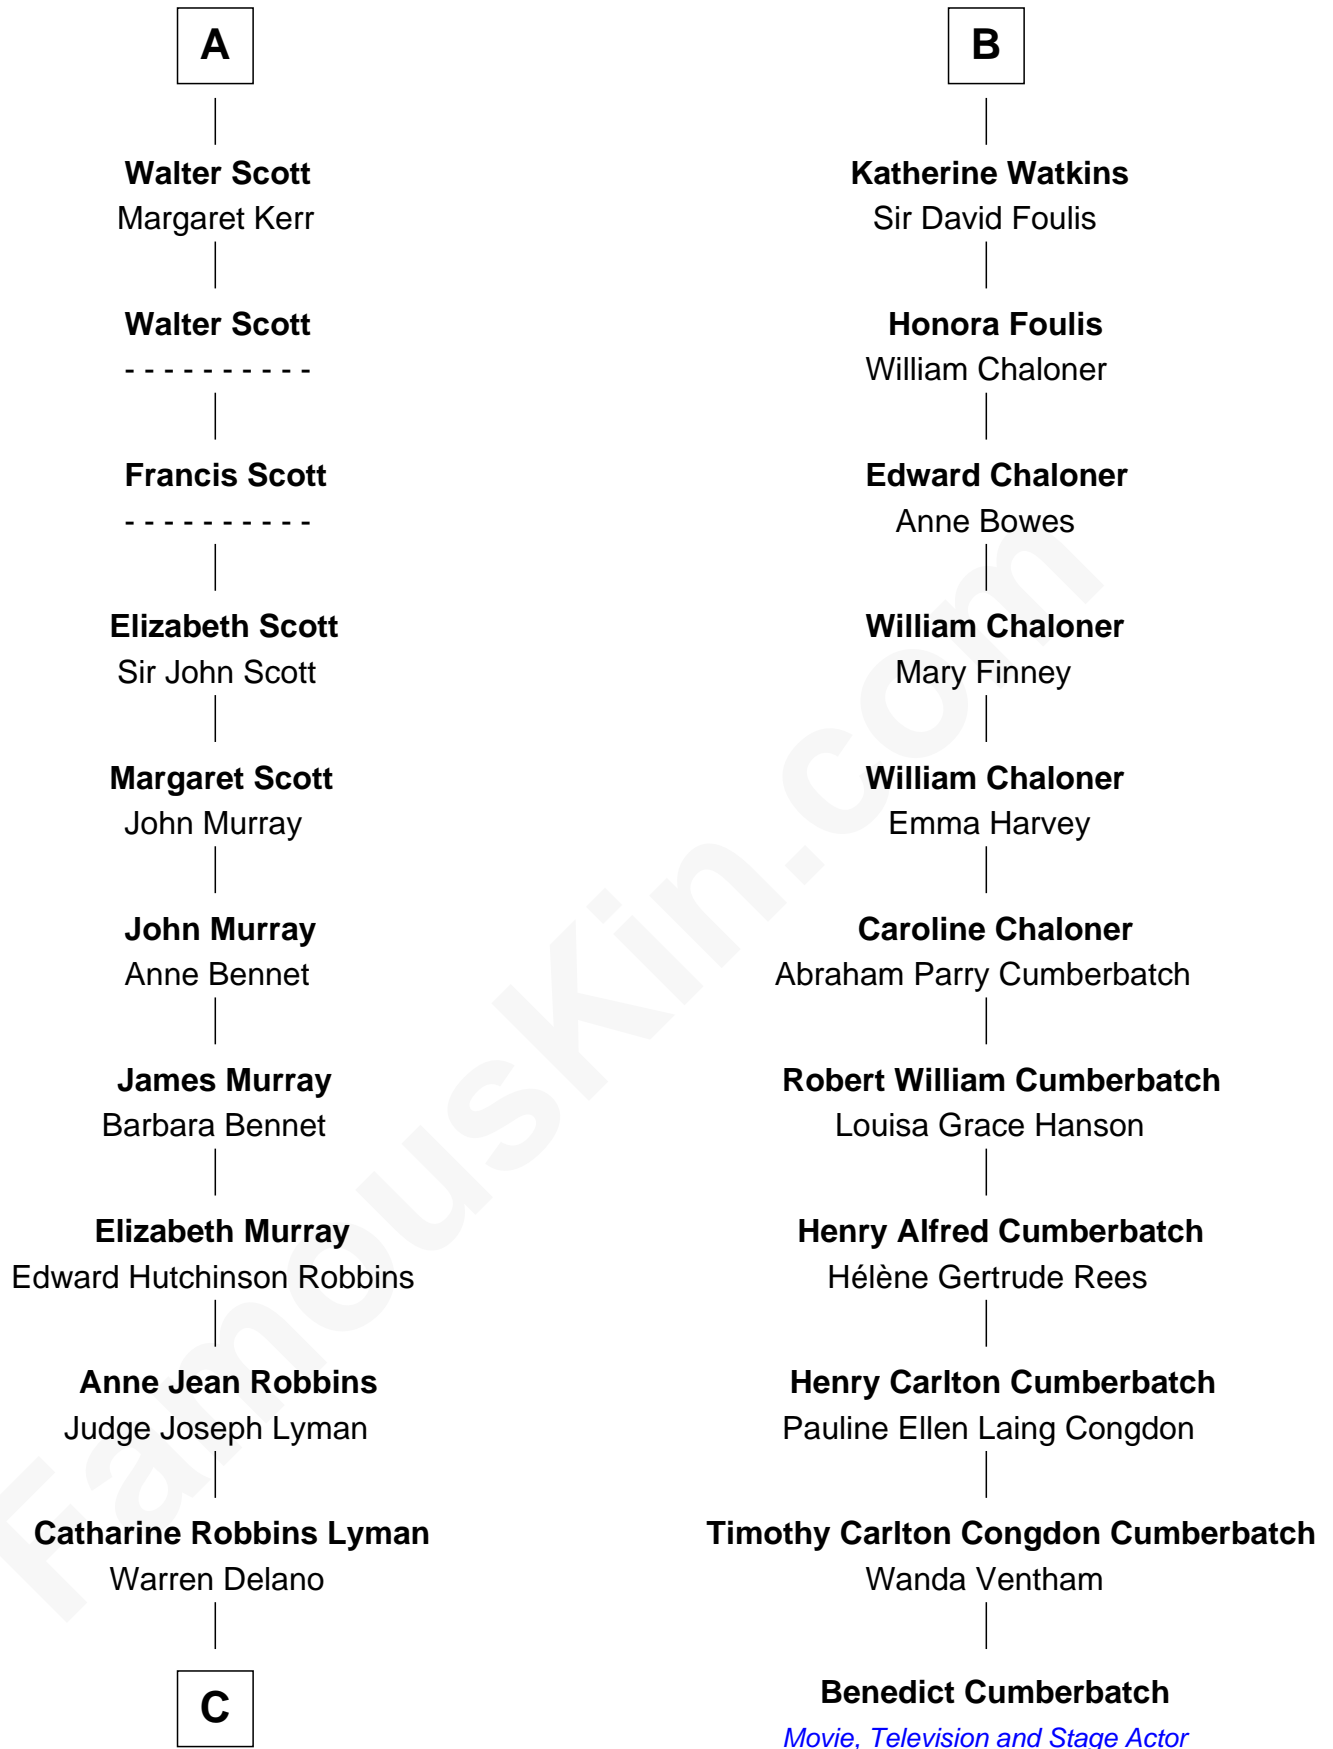 A
Walter Scott
Margaret Kerr
Walter Scott
- - - - - - - - - -
Francis Scott
- - - - - - - - - -
Elizabeth Scott
Sir John Scott
Margaret Scott
John Murray
John Murray
Anne Bennet
James Murray
Barbara Bennet
Elizabeth Murray
Edward Hutchinson Robbins
Anne Jean Robbins
Judge Joseph Lyman
Catharine Robbins Lyman
Warren Delano
C
B
Katherine Watkins
Sir David Foulis
Honora Foulis
William Chaloner
Edward Chaloner
Anne Bowes
William Chaloner
Mary Finney
William Chaloner
Emma Harvey
Caroline Chaloner
Abraham Parry Cumberbatch
Robert William Cumberbatch
Louisa Grace Hanson
Henry Alfred Cumberbatch
Hélène Gertrude Rees
Henry Carlton Cumberbatch
Pauline Ellen Laing Congdon
Timothy Carlton Congdon Cumberbatch
Wanda Ventham
Benedict Cumberbatch
Movie, Television and Stage Actor
FamousKin.com